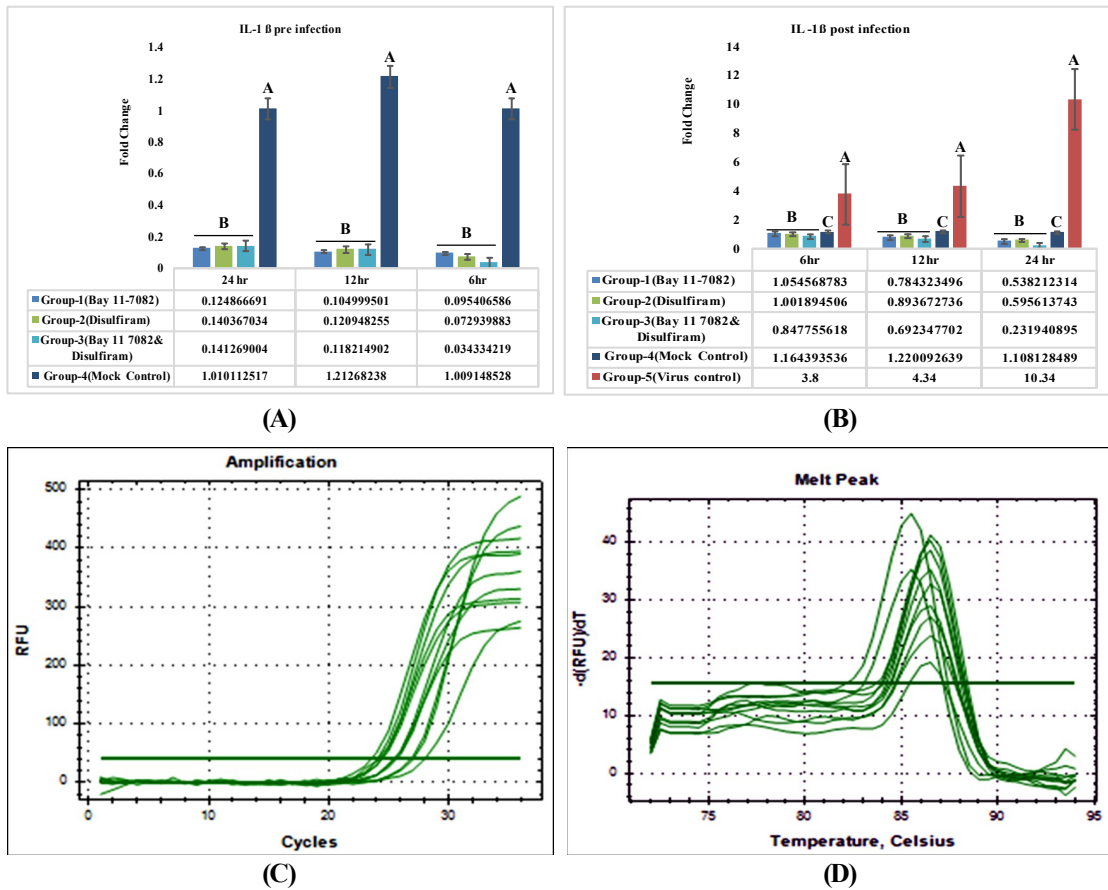 IL-1 ß pre infection
Fold Change
1.4
1.2
1
0.8
0.6
0.4
0.2
0
B
A
B
A
B
A
24 hr
12hr
6hr
Group-1(Bay 11-7082)
0.124866691
0.104999501
0.095406586
Group-2(Disulfiram)
0.140367034
0.120948255
0.072939883
Group-3(Bay 11 7082&
Disulfiram)
0.141269004
0.118214902
0.034334219
Group-4(Mock Control)
1.010112517
1.21268238
1.009148528
(A)
IL -1ß post infection
Fold Change
14
12
10
8
6
4
2
0
B
C
A
B
C
A
B
C
A
6hr
12hr
24 hr
Group-1(Bay 11-7082)
1.054568783
0.784323496
0.538212314
Group-2(Disulfiram)
1.001894506
0.893672736
0.595613743
Group-3(Bay 11 7082&
Disulfiram)
0.847755618
0.692347702
0.231940895
Group-4(Mock Control)
1.164393536
1.220092639
1.108128489
Group-5(Virus control)
3.8
4.34
10.34
(B)
Amplification
RFU
500
400
300
200
100
0
0
10
20
30
Cycles
(C)
Melt Peak
-d(RFU)/dT
40
30
20
10
0
75
80
85
90
95
Temperature, Celsius
(D)